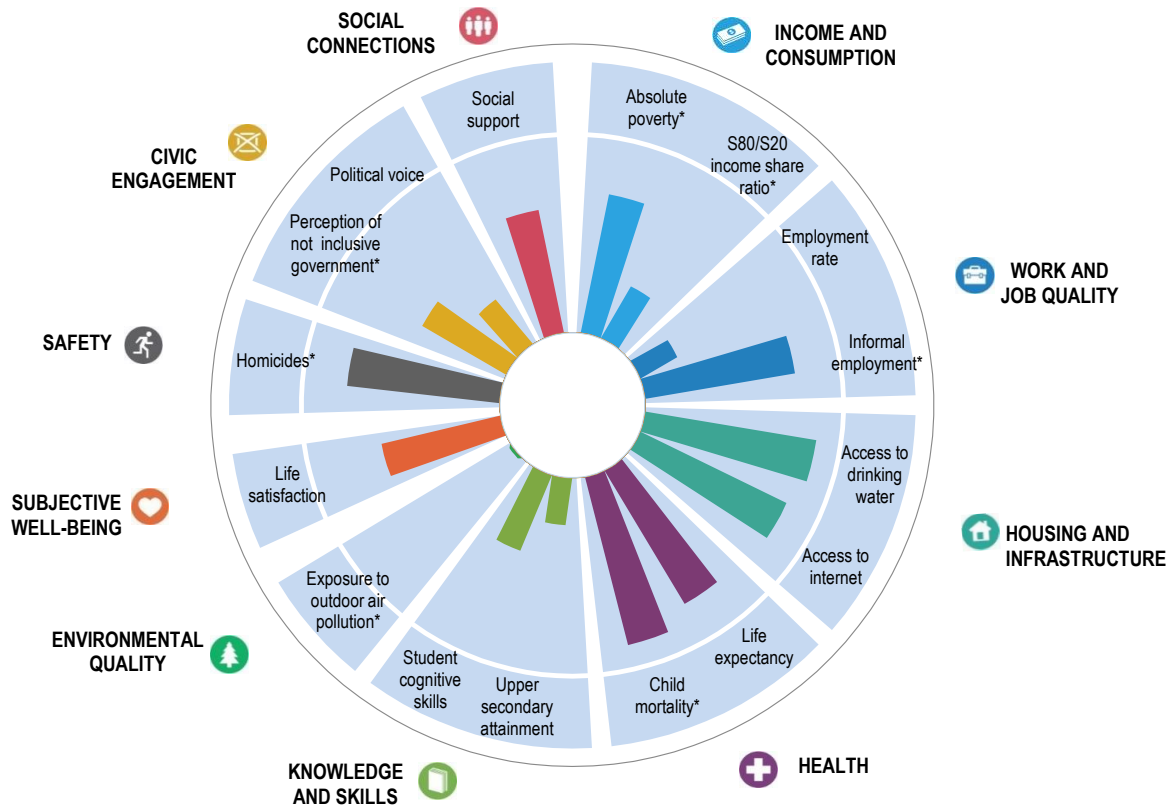 SOCIAL
CONNECTIONS
INCOME AND
CONSUMPTION
CIVIC
ENGAGEMENT
WORK AND
JOB QUALITY
SAFETY
SUBJECTIVE
WELL-BEING
HOUSING AND
INFRASTRUCTURE
ENVIRONMENTAL
QUALITY
KNOWLEDGE
AND SKILLS
HEALTH
Social
support
Absolute
poverty*
S80/S20
income share
ratio*
Political voice
Perception of
not inclusive
government*
Employment
rate
Informal
employment*
Homicides*
Life
satisfaction
Access to
drinking
water
Access to
internet
Exposure to
outdoor air
pollution*
Student
cognitive
skills
Upper
secondary
attainment
Child
mortality*
Life
expectancy